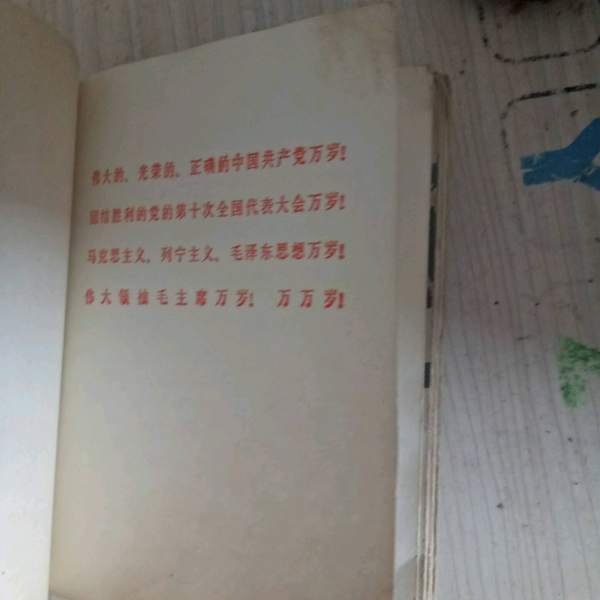 伟大的、光荣的、正确的中国共产党万岁!
团结胜利的党的第十次全国代表大会万岁!
马克思主义、列宁主义、毛泽东思想万岁!
伟大领袖毛主席万岁! 万万岁!